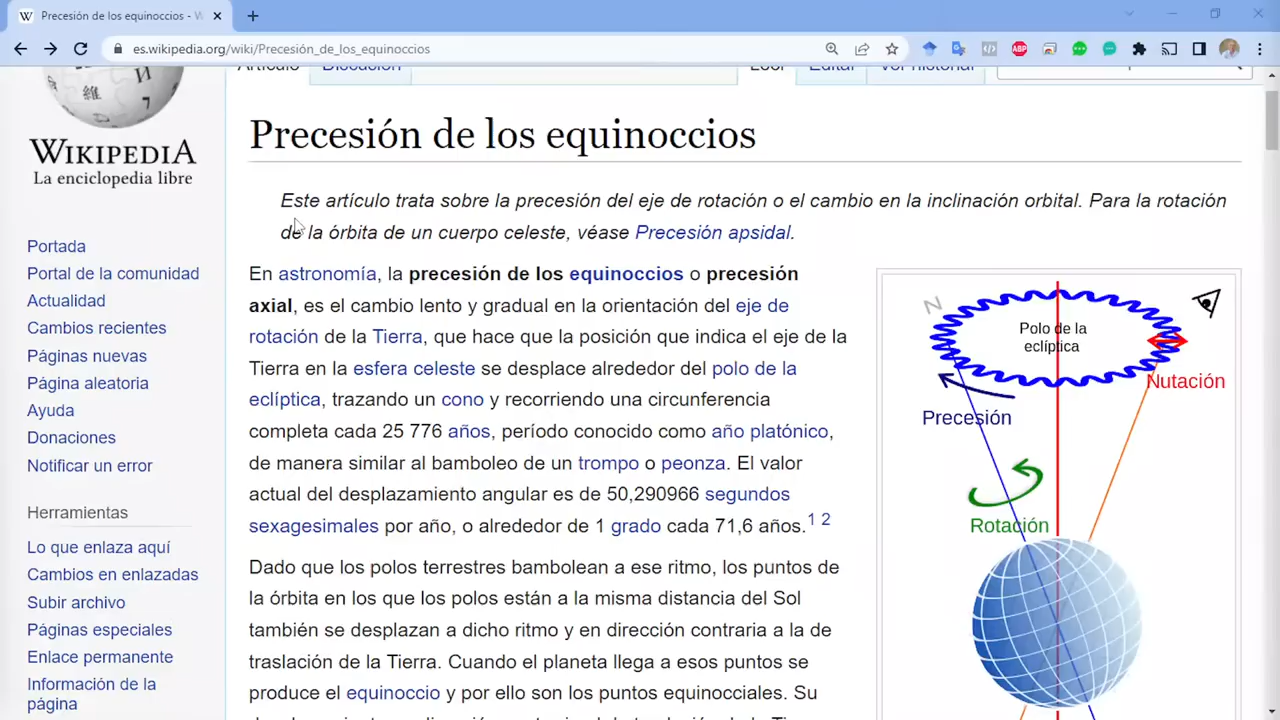 Precesión de los equinoccios - W
es.wikipedia.org/wiki/Precesión_de_los_equinoccios
ABP
Artículo
Discusión
Leer
Editar
Ver historial
WIKIPEDIA
La enciclopedia libre
Portada
Portal de la comunidad
Actualidad
Cambios recientes
Páginas nuevas
Página aleatoria
Ayuda
Donaciones
Notificar un error
Herramientas
Lo que enlaza aquí
Cambios en enlazadas
Subir archivo
Páginas especiales
Enlace permanente
Información de la
página
Precesión de los equinoccios
Este artículo trata sobre la precesión del eje de rotación o el cambio en la inclinación orbital. Para la rotación
de la órbita de un cuerpo celeste, véase Precesión apsidal.
En astronomía, la precesión de los equinoccios o precesión
axial, es el cambio lento y gradual en la orientación del eje de
rotación de la Tierra, que hace que la posición que indica el eje de la
Tierra en la esfera celeste se desplace alrededor del polo de la
eclíptica, trazando un cono y recorriendo una circunferencia
completa cada 25 776 años, período conocido como año platónico,
de manera similar al bamboleo de un trompo o peonza. El valor
actual del desplazamiento angular es de 50,290966 segundos
sexagesimales por año, o alrededor de 1 grado cada 71,6 años.1 2
Dado que los polos terrestres bambolean a ese ritmo, los puntos de
la órbita en los que los polos están a la misma distancia del Sol
también se desplazan a dicho ritmo y en dirección contraria a la de
traslación de la Tierra. Cuando el planeta llega a esos puntos se
produce el equinoccio y por ello son los puntos equinocciales. Su
N
Polo de la
eclíptica
Nutación
Precesión
Rotación